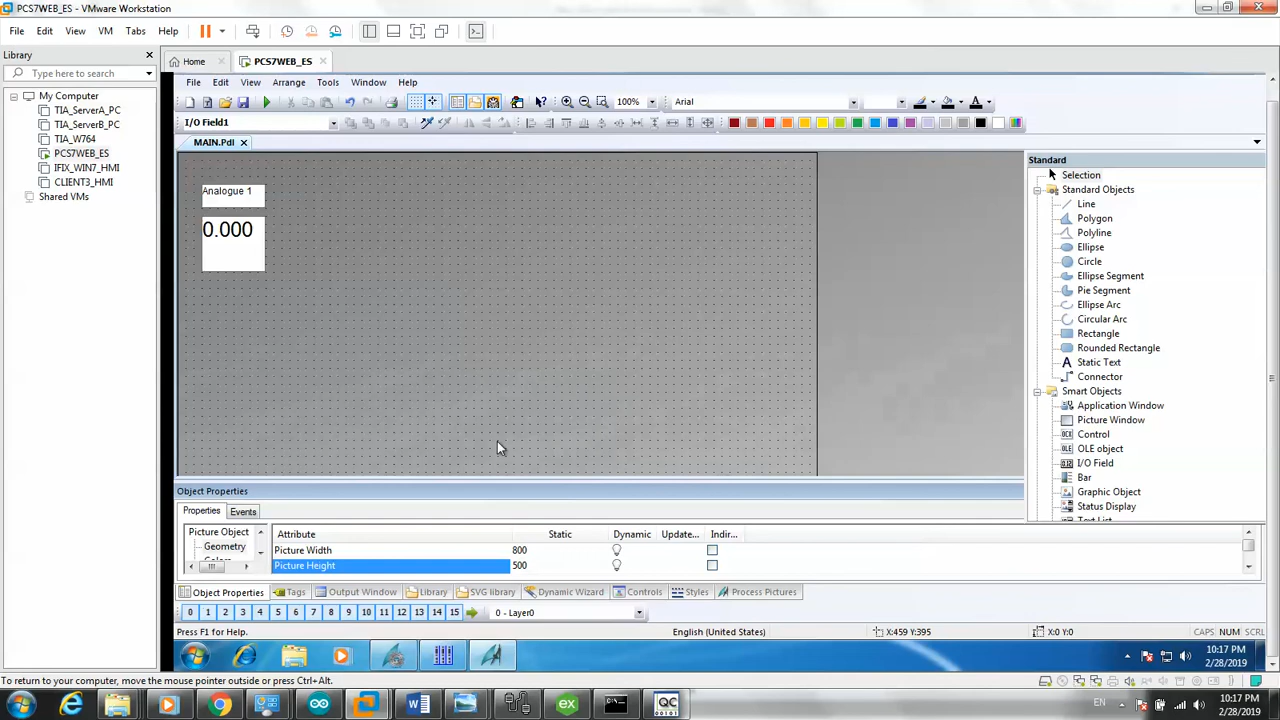 PCS7WEB_ES - VMware Workstation
File Edit View VM Tabs Help
Library
Type here to search
Home
PCS7WEB_ES
My Computer
TIA_ServerA_PC
TIA_ServerB_PC
TIA_W764
PCS7WEB_ES
IFIX_WIN7_HMI
CLIENT3_HMI
Shared VMs
File Edit View Arrange Tools Window Help
100% Arial
I/O Field1
MAIN.Pdl
Analogue 1
0.000
Standard
Selection
Standard Objects
Line
Polygon
Polyline
Ellipse
Circle
Ellipse Segment
Pie Segment
Ellipse Arc
Circular Arc
Rectangle
Rounded Rectangle
A Static Text
Connector
Smart Objects
Application Window
Picture Window
OCX Control
OLE object
I/O Field
Bar
Graphic Object
Status Display
Text List
Object Properties
Properties Events
Picture Object
Geometry
Attribute Static Dynamic Update... Indir...
Picture Width 800
Picture Height 500
Object Properties Tags Output Window Library SVG library Dynamic Wizard Controls Styles Process Pictures
0 1 2 3 4 5 6 7 8 9 10 11 12 13 14 15 0 - Layer0
Press F1 for Help. English (United States) X:459 Y:395 X:0 Y:0 CAPS NUM SCRL
10:17 PM
2/28/2019
To return to your computer, move the mouse pointer outside or press Ctrl+Alt.
EN
10:17 PM
2/28/2019